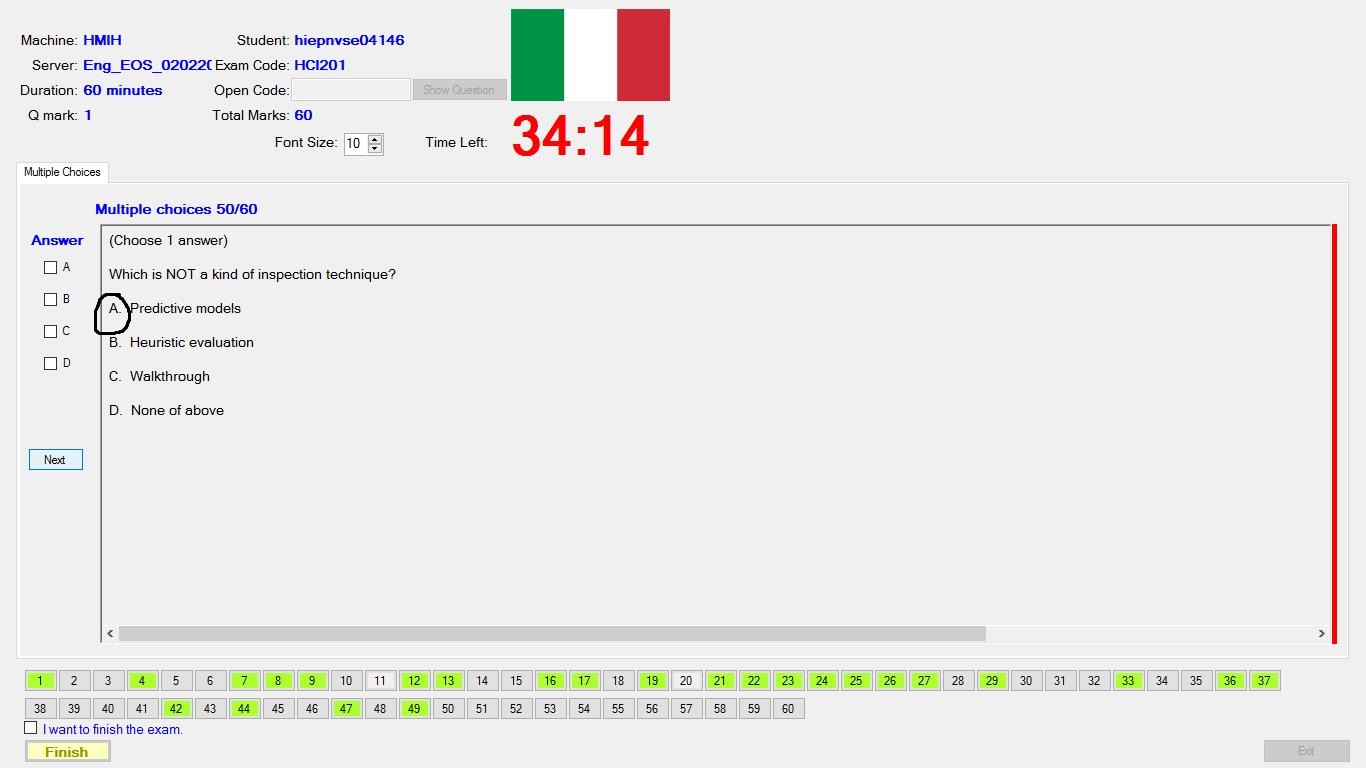 Machine: HMIH Student: hiepnvse04146
Server: Eng_EOS_02022( Exam Code: HCI201
Duration: 60 minutes Open Code: Show Question
Q mark: 1 Total Marks: 60
Font Size: 10 Time Left: 34:14
Multiple Choices
Multiple choices 50/60
Answer
A
B
C
D
Next
(Choose 1 answer)
Which is NOT a kind of inspection technique?
A. Predictive models
B. Heuristic evaluation
C. Walkthrough
D. None of above
1 2 3 4 5 6 7 8 9 10 11 12 13 14 15 16 17 18 19 20 21 22 23 24 25 26 27 28 29 30 31 32 33 34 35 36 37
38 39 40 41 42 43 44 45 46 47 48 49 50 51 52 53 54 55 56 57 58 59 60
I want to finish the exam.
Finish Exit